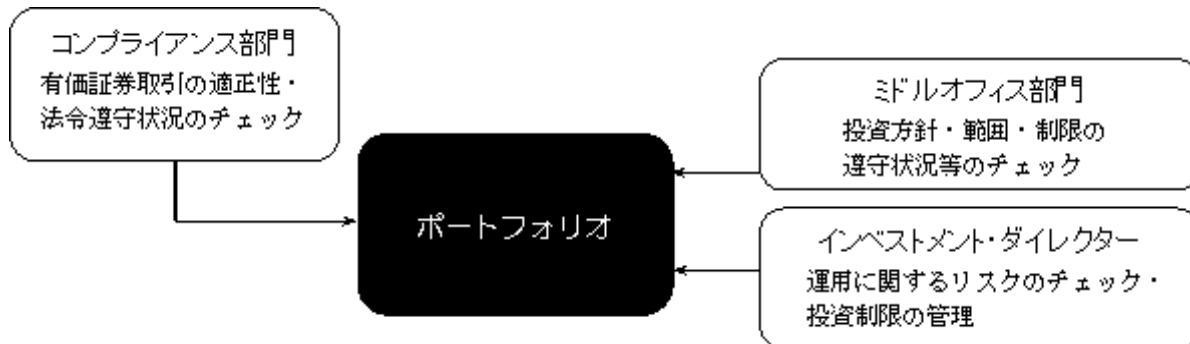 コンプライアンス部門
有価証券取引の適正性・
法令遵守状況のチェック
ミドルオフィス部門
投資方針・範囲・制限の
遵守状況等のチェック
ポートフォリオ
インベストメント・ダイレクター
運用に関するリスクのチェック・
投資制限の管理